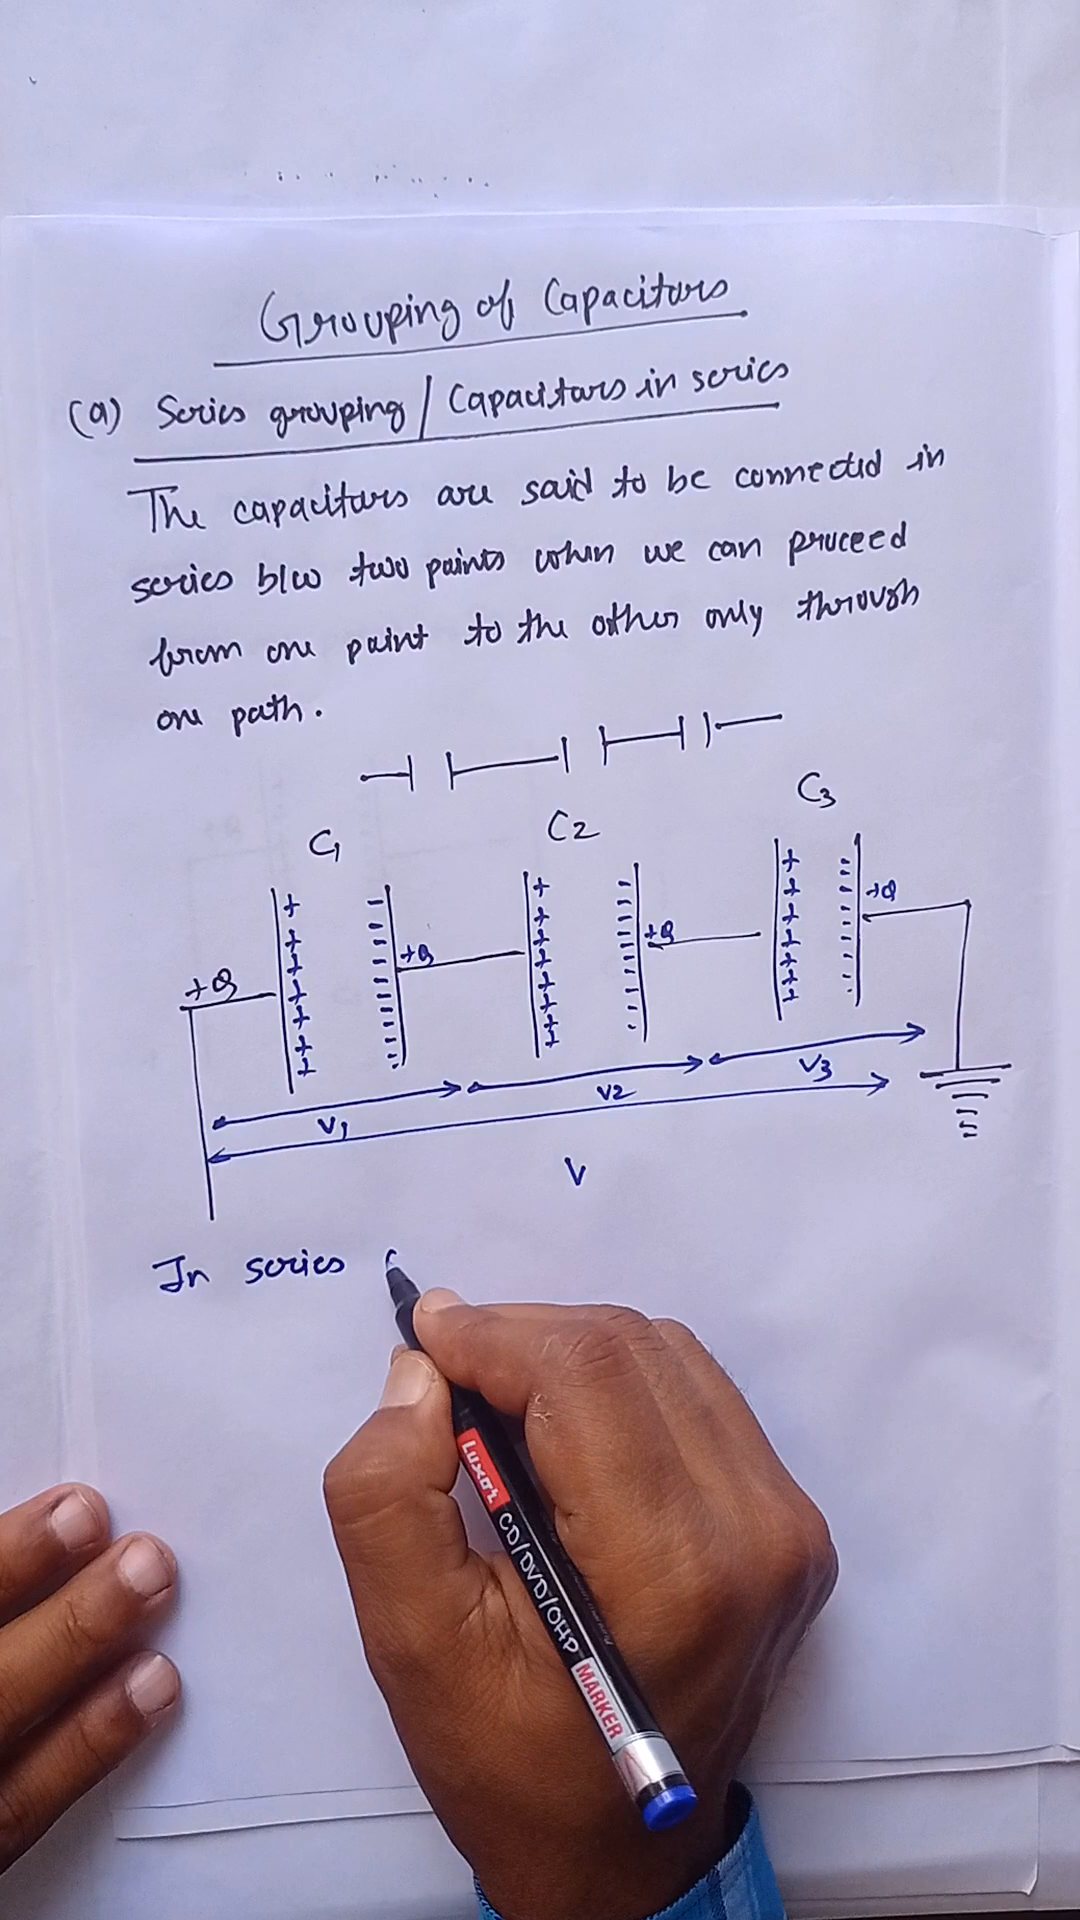 Grouping of Capacitors
(a) Series grouping / Capacitors in series
The capacitors are said to be connected in
series b/w two points when we can proceed
from one point to the other only through
one path.
C1 C2 C3
+Q +Q +Q +Q
V1 V2 V3
V
In series
Luxor CD/DVD/OHP MARKER